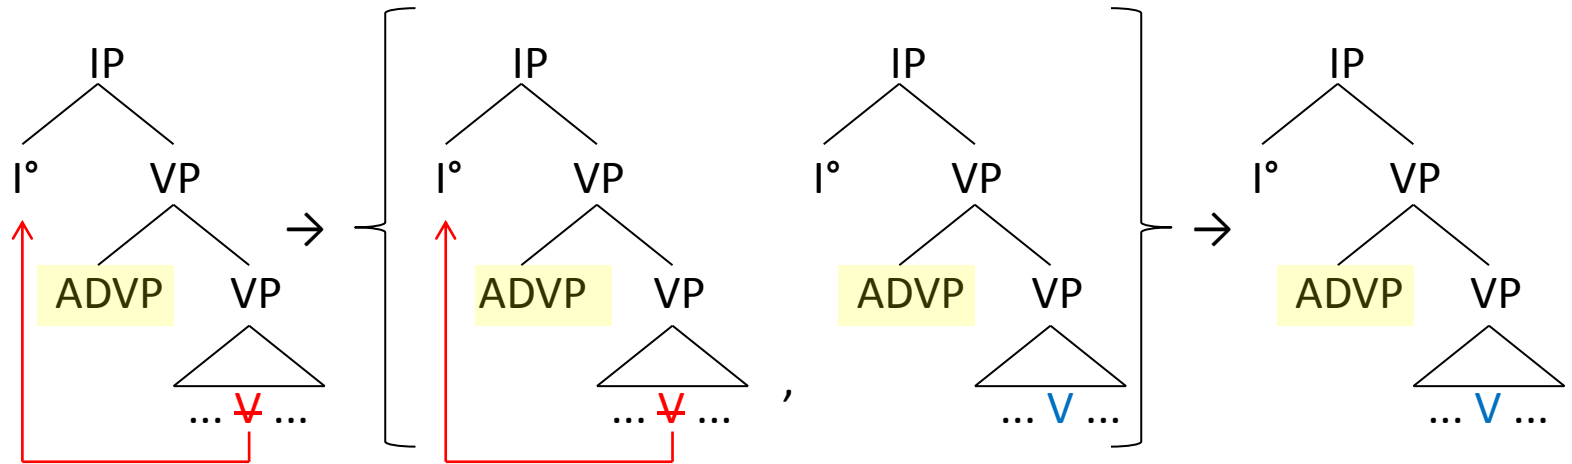 IP IP IP IP
I° VP → I° VP I° VP → I° VP
ADVP VP ADVP VP ADVP VP ADVP VP
... V ... ... V ... , ... V ... ... V ...